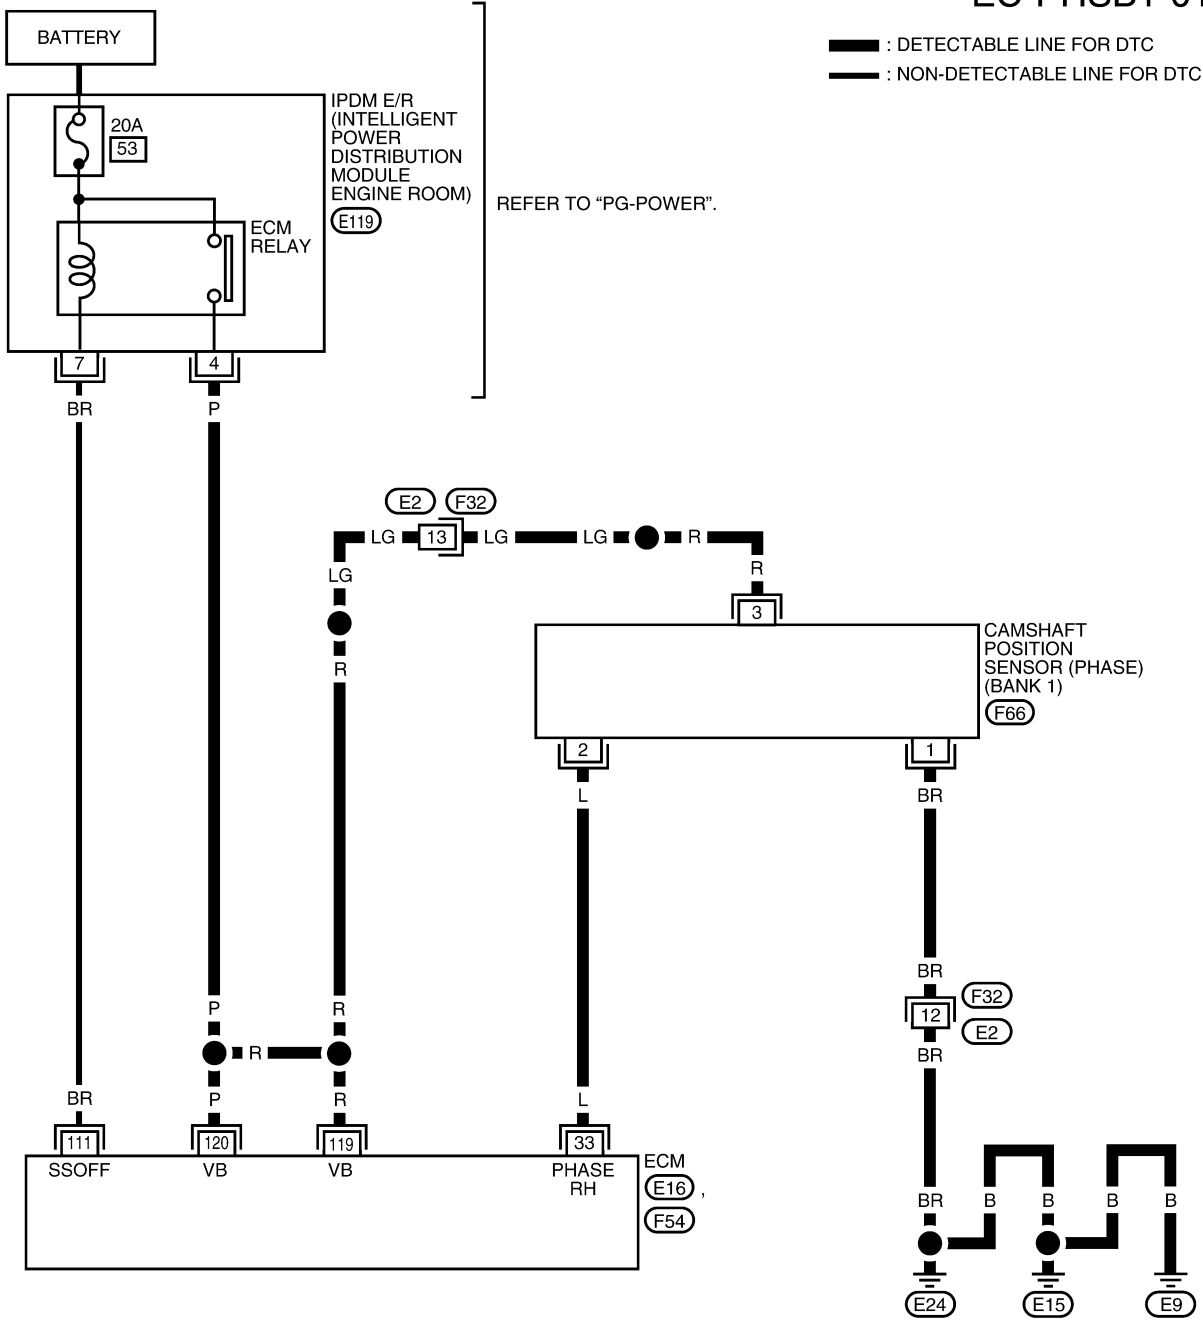 BATTERY
: DETECTABLE LINE FOR DTC
: NON-DETECTABLE LINE FOR DTC
20A
53
IPDM E/R
(INTELLIGENT
POWER
DISTRIBUTION
MODULE
ENGINE ROOM)
E119
REFER TO “PG-POWER”.
ECM
RELAY
7
4
BR
P
E2
F32
LG
13
LG
LG
R
LG
R
3
R
CAMSHAFT
POSITION
SENSOR (PHASE)
(BANK 1)
F66
2
1
L
BR
BR
F32
12
E2
BR
P
R
R
BR
P
R
L
111
120
119
33
SSOFF
VB
VB
PHASE
RH
ECM
E16 ,
F54
BR
B
B
B
B
E24
E15
E9